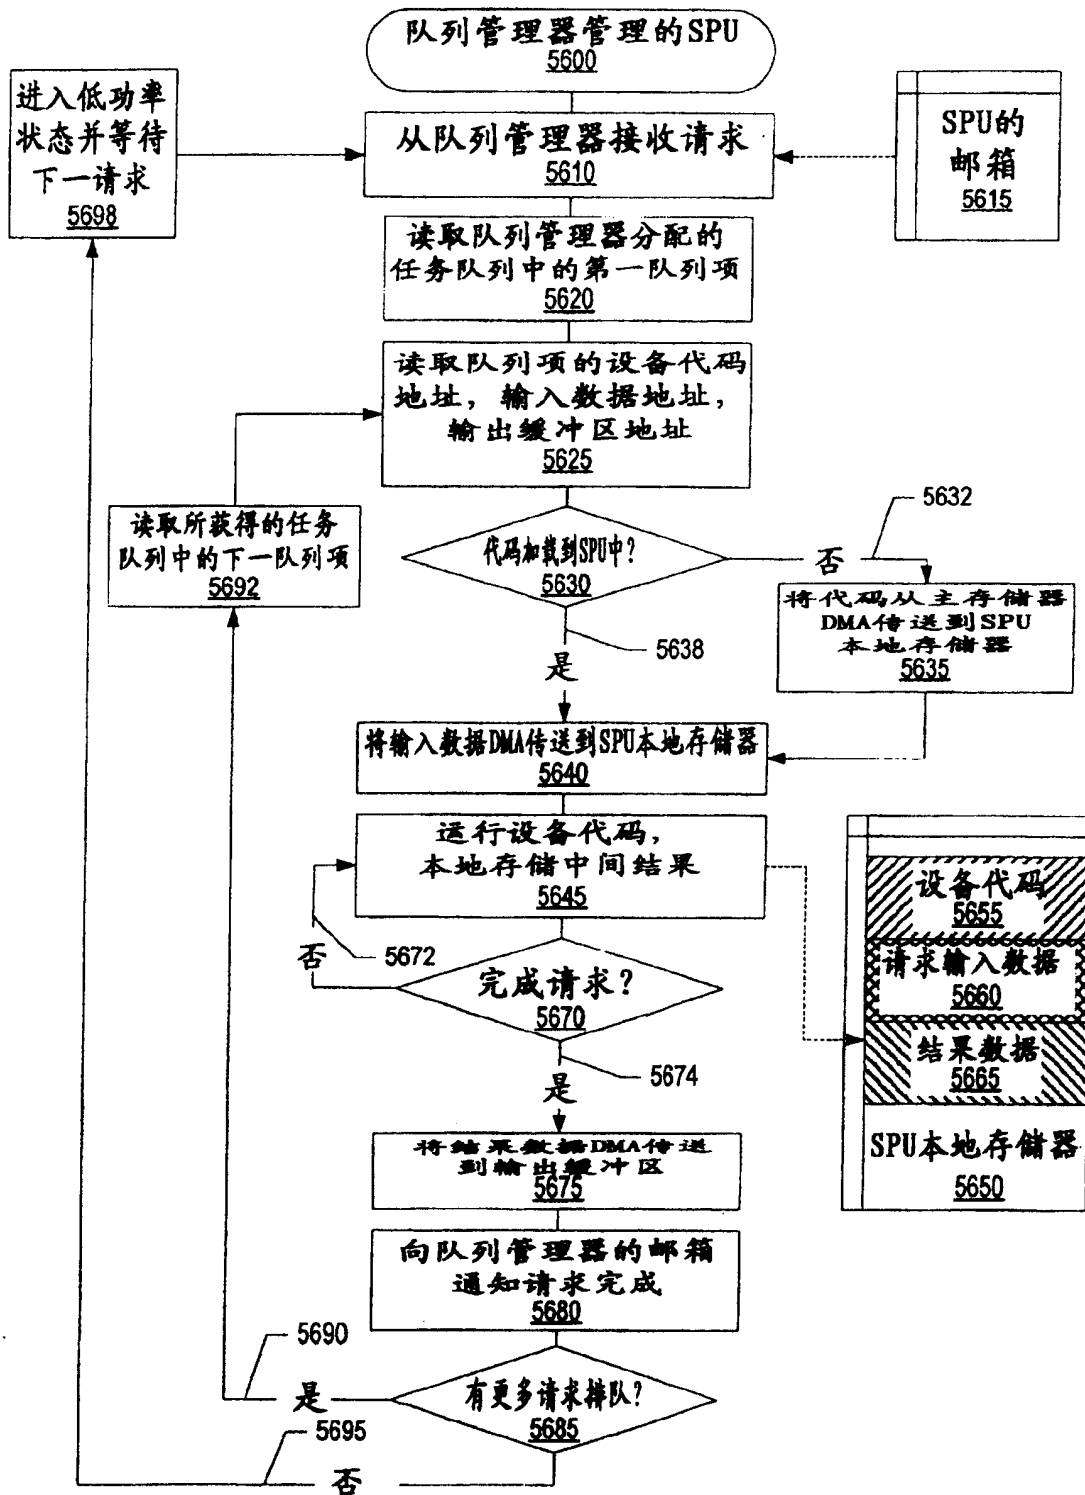 队列管理器管理的SPU
5600
进入低功率
状态并等待
下一请求
5698
从队列管理器接收请求
5610
SPU的
邮箱
5615
读取队列管理器分配的
任务队列中的第一队列项
5620
读取队列项的设备代码
地址，输入数据地址，
输出缓冲区地址
5625
读取所获得的任务
队列中的下一队列项
5692
代码加载到SPU中？
5630
否
5632
将代码从主存储器
DMA传送到SPU
本地存储器
5635
5638
是
将输入数据DMA传送到SPU本地存储器
5640
运行设备代码，
本地存储中间结果
5645
否
5672
完成请求？
5670
5674
是
设备代码
5655
请求输入数据
5660
结果数据
5665
SPU本地存储器
5650
将结果数据DMA传送
到输出缓冲区
5675
向队列管理器的邮箱
通知请求完成
5680
5690
是
有更多请求排队？
5685
5695
否